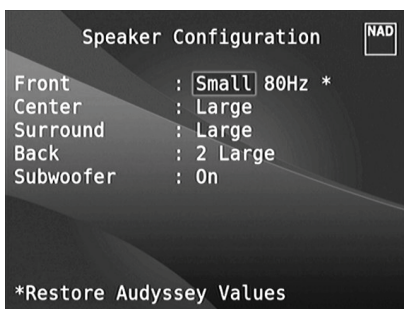 Speaker Configuration
NAD
Front : Small 80Hz *
Center : Large
Surround : Large
Back : 2 Large
Subwoofer : On
*Restore Audyssey Values